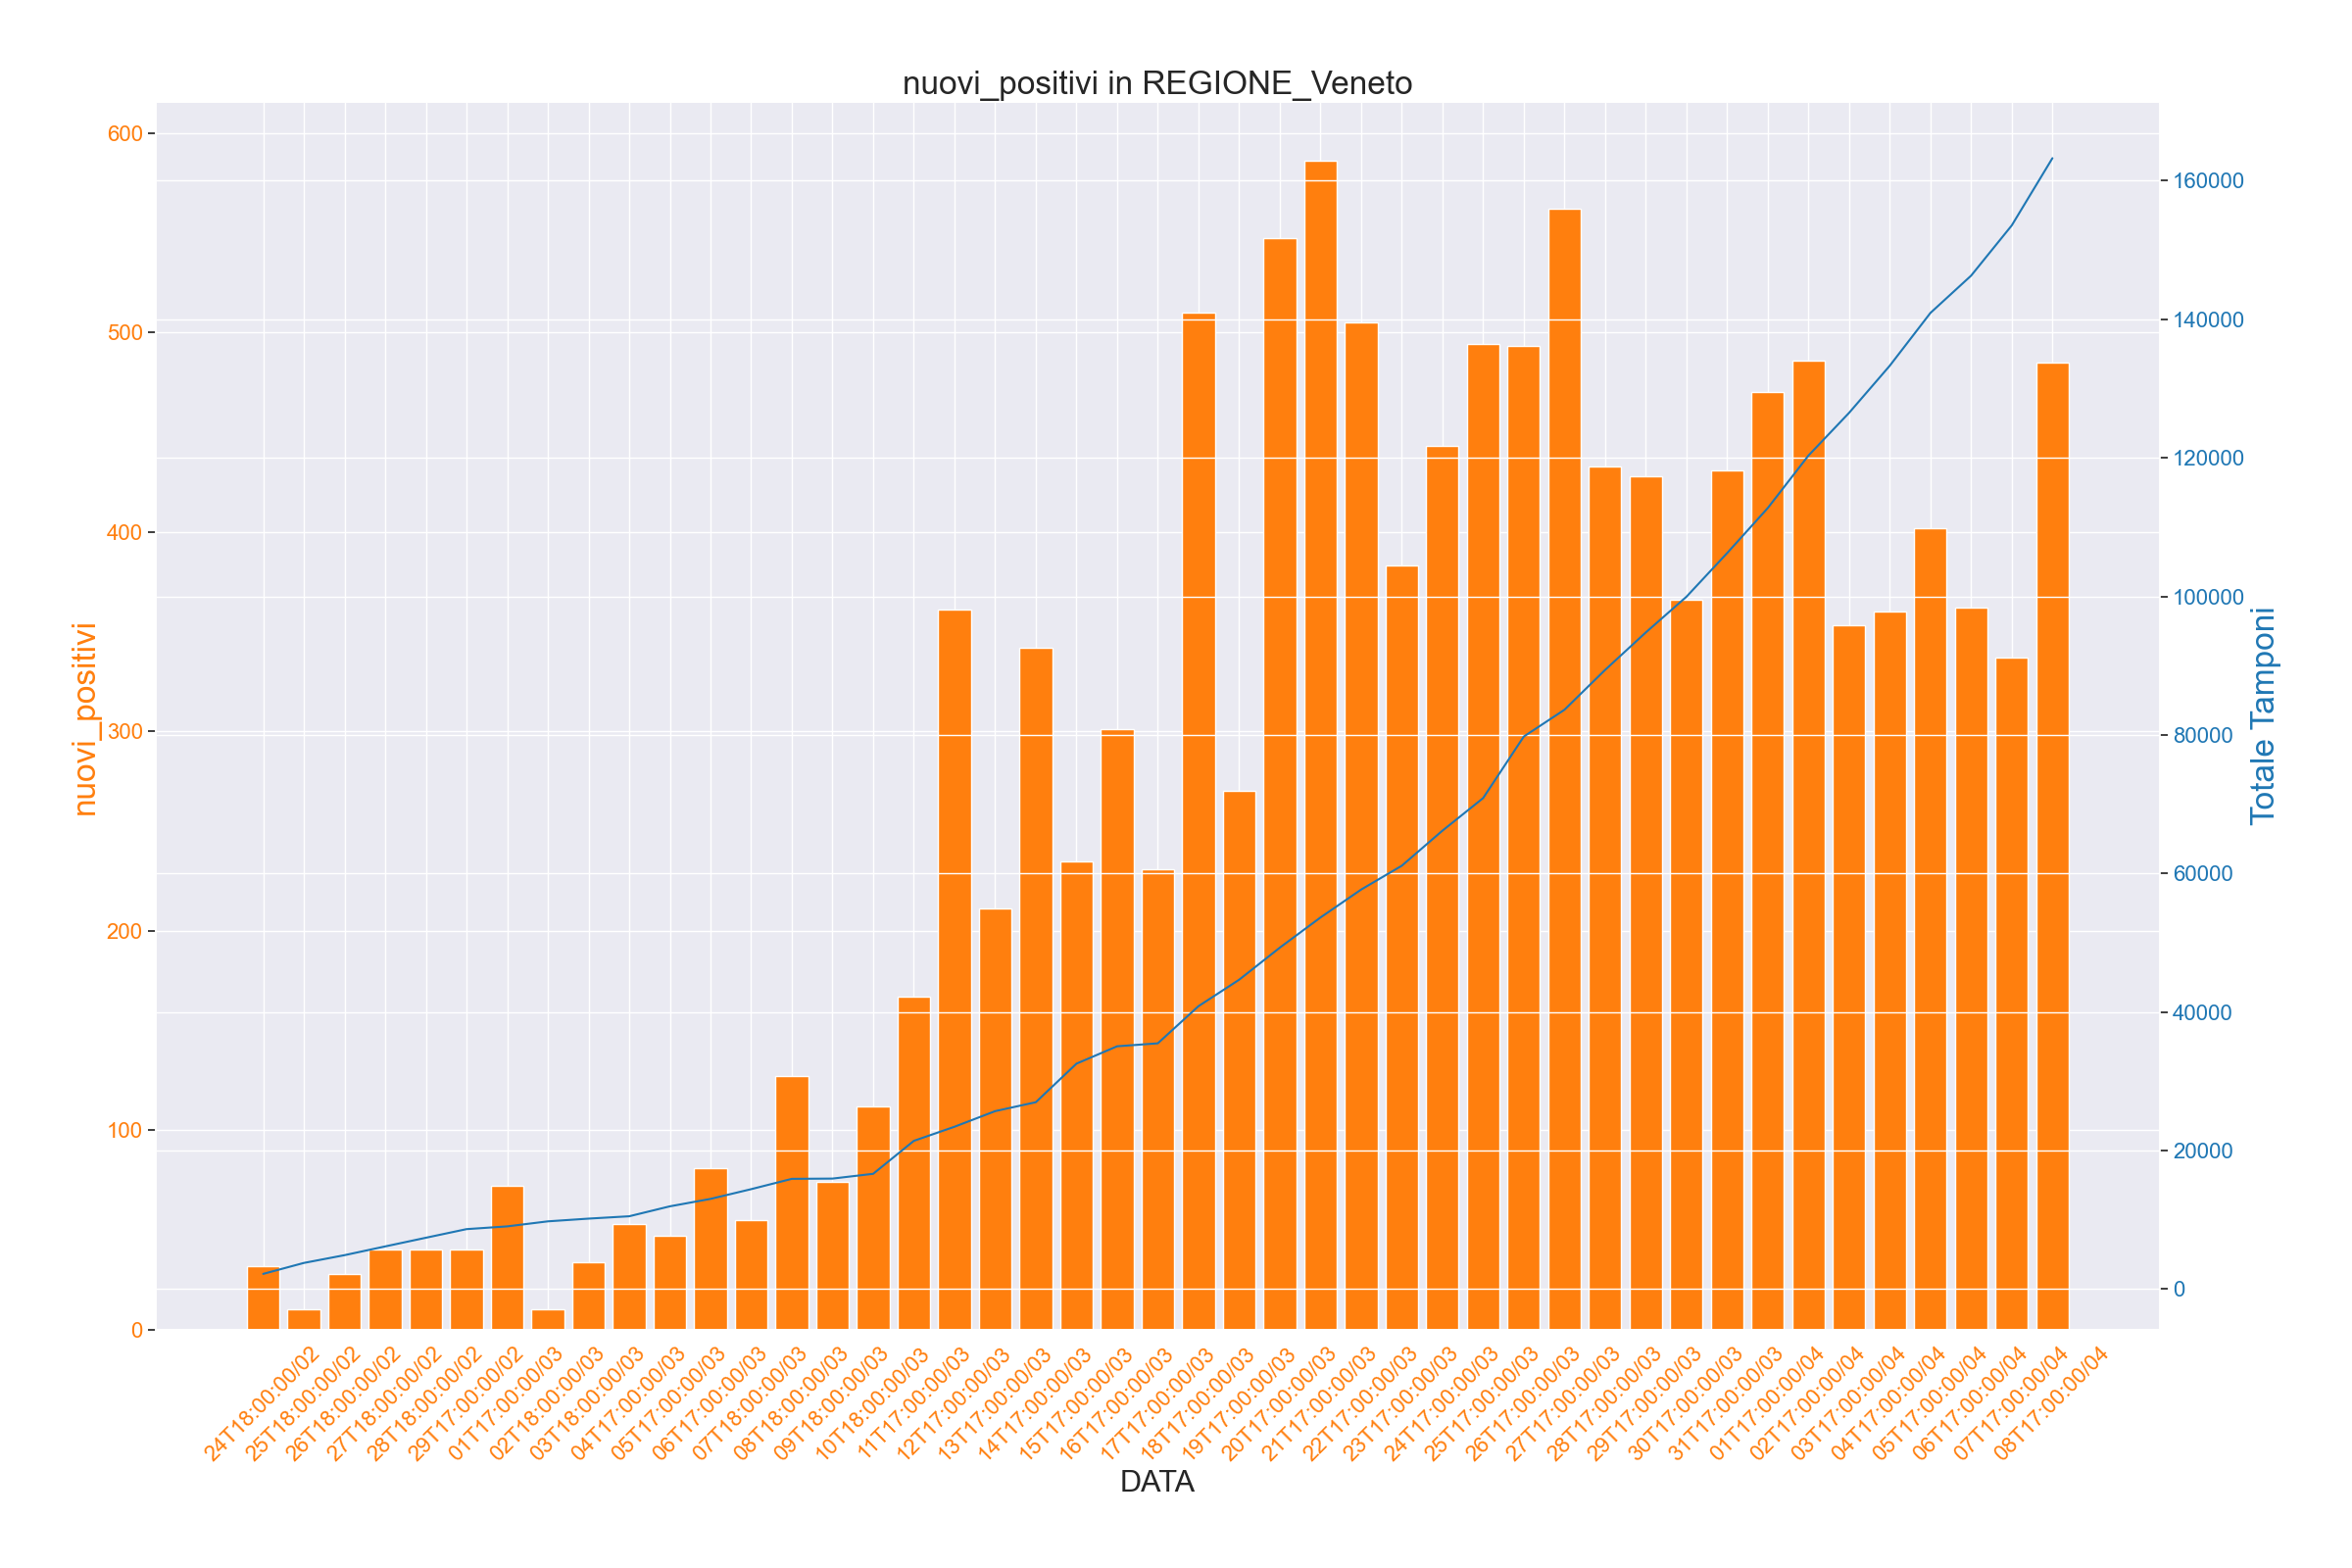 nuovi_positivi in REGIONE_Veneto
600
500
400
300
200
100
0
nuovi_positivi
160000
140000
120000
100000
80000
60000
40000
20000
0
Totale Tamponi
24T18:00:00/02
25T18:00:00/02
26T18:00:00/02
27T18:00:00/02
28T18:00:00/02
29T17:00:00/02
01T17:00:00/03
02T18:00:00/03
03T18:00:00/03
04T17:00:00/03
05T17:00:00/03
06T17:00:00/03
07T18:00:00/03
08T18:00:00/03
09T18:00:00/03
10T18:00:00/03
11T17:00:00/03
12T17:00:00/03
13T17:00:00/03
14T17:00:00/03
15T17:00:00/03
16T17:00:00/03
17T17:00:00/03
18T17:00:00/03
19T17:00:00/03
20T17:00:00/03
21T17:00:00/03
22T17:00:00/03
23T17:00:00/03
24T17:00:00/03
25T17:00:00/03
26T17:00:00/03
27T17:00:00/03
28T17:00:00/03
29T17:00:00/03
30T17:00:00/03
31T17:00:00/03
01T17:00:00/04
02T17:00:00/04
03T17:00:00/04
04T17:00:00/04
05T17:00:00/04
06T17:00:00/04
07T17:00:00/04
08T17:00:00/04
DATA